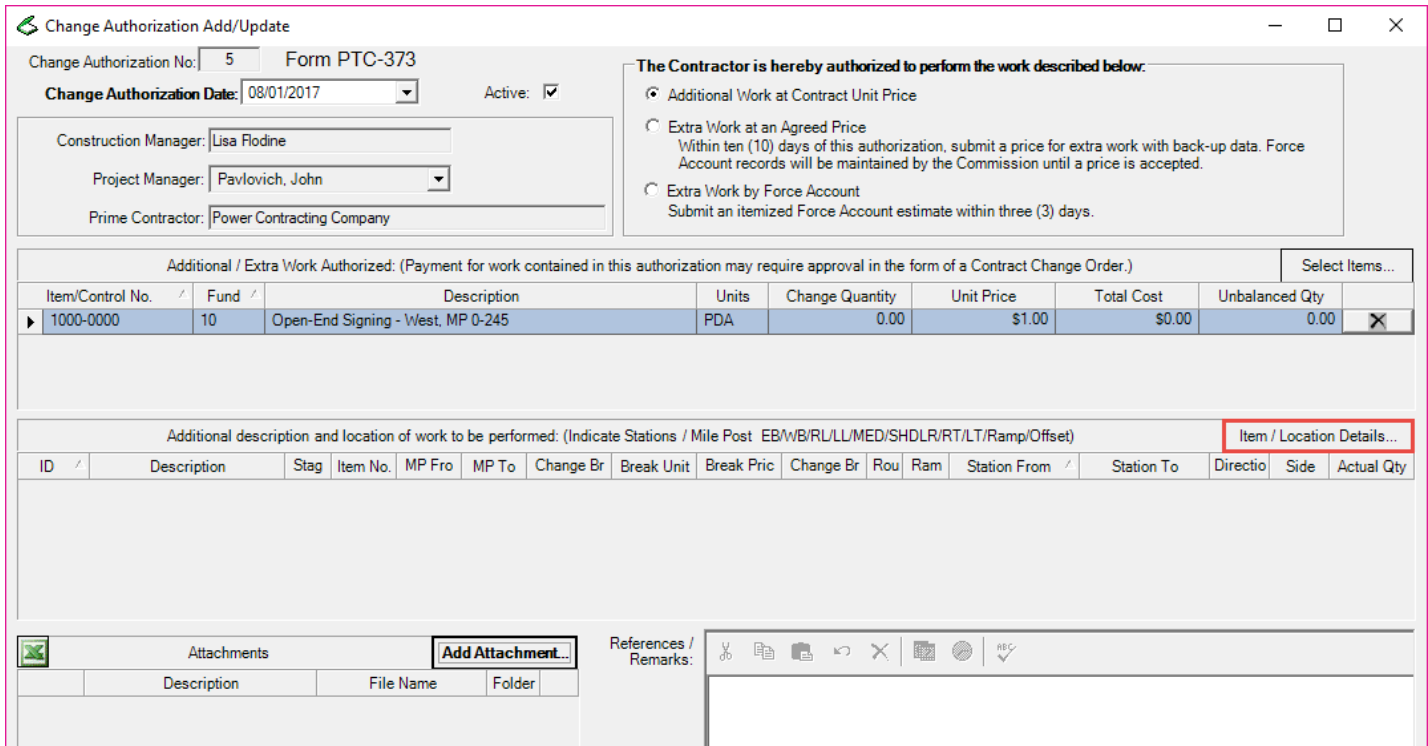 Change Authorization Add/Update
Change Authorization No: 5 Form PTC-373
Change Authorization Date: 08/01/2017 Active:
Construction Manager: Lisa Flodine
Project Manager: Pavlovich, John
Prime Contractor: Power Contracting Company
The Contractor is hereby authorized to perform the work described below:
Additional Work at Contract Unit Price
Extra Work at an Agreed Price
Within ten (10) days of this authorization, submit a price for extra work with back-up data. Force
Account records will be maintained by the Commission until a price is accepted.
Extra Work by Force Account
Submit an itemized Force Account estimate within three (3) days.
Additional / Extra Work Authorized: (Payment for work contained in this authorization may require approval in the form of a Contract Change Order.) Select Items...
Item/Control No. Fund Description Units Change Quantity Unit Price Total Cost Unbalanced Qty
1000-0000 10 Open-End Signing - West, MP 0-245 PDA 0.00 $1.00 $0.00 0.00
Additional description and location of work to be performed: (Indicate Stations / Mile Post EB/WB/RL/LL/MED/SHDLR/RT/LT/Ramp/Offset) Item / Location Details...
ID Description Stag Item No. MP Fro MP To Change Br Break Unit Break Pric Change Br Rou Ram Station From Station To Directio Side Actual Qty
Attachments Add Attachment...
Description File Name Folder
References /
Remarks:
ABC